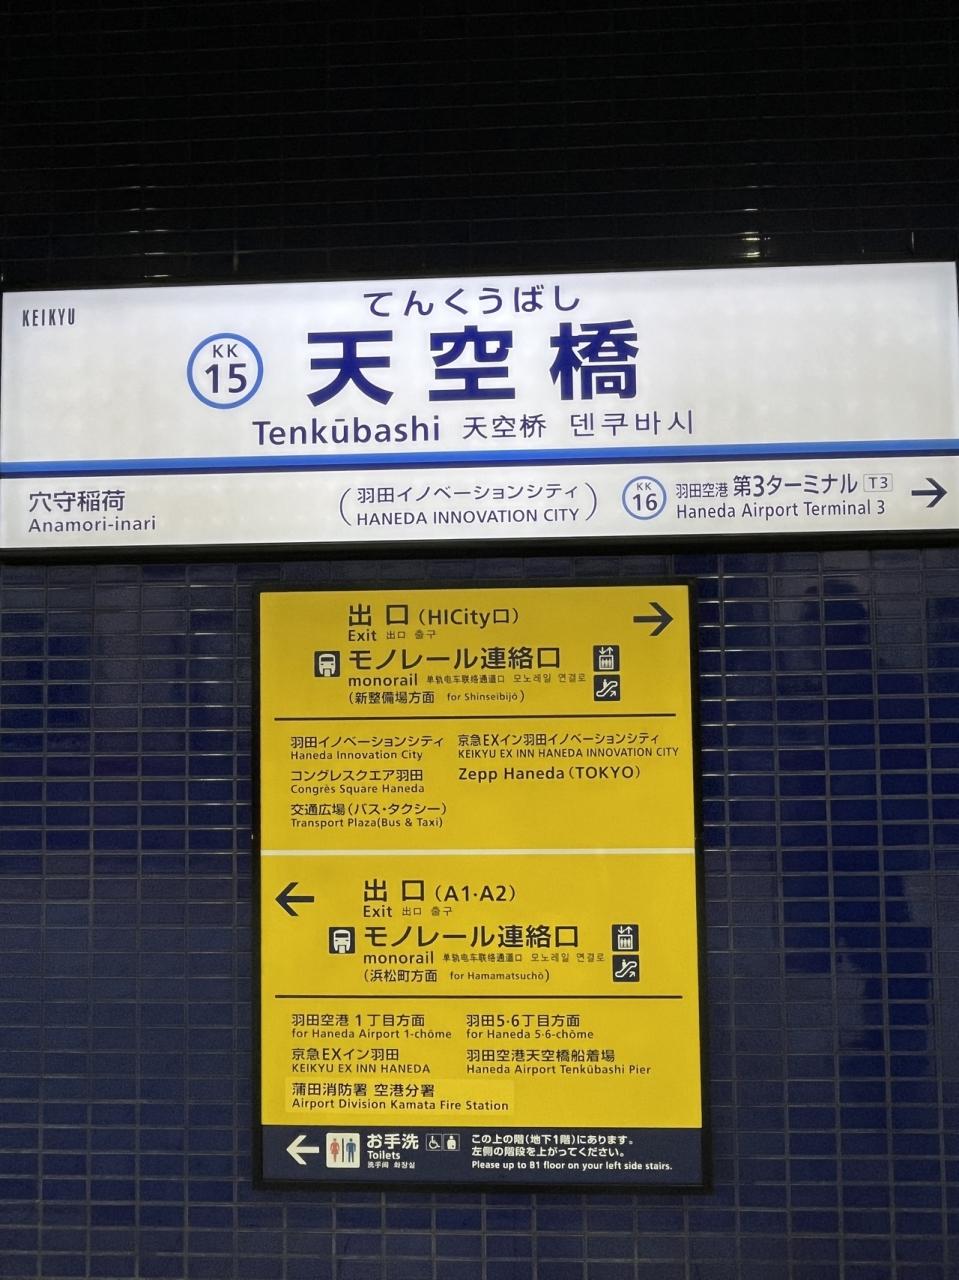 KEIKYU
てんくうばし
KK
15
天空橋
Tenkūbashi 天空桥 덴쿠바시
穴守稲荷
Anamori-inari
(羽田イノベーションシティ
HANEDA INNOVATION CITY)
KK
16
羽田空港 第3ターミナル T3
Haneda Airport Terminal 3
出口(HICity口)
Exit 出口 출구
モノレール連絡口
monorail 单轨电车联络通道口 모노레일 연결로
(新整備場方面 for Shinseibijō)
羽田イノベーションシティ
Haneda Innovation City
京急EXイン羽田イノベーションシティ
KEIKYU EX INN HANEDA INNOVATION CITY
コングレスクエア羽田
Congrès Square Haneda
Zepp Haneda(TOKYO)
交通広場(バス・タクシー)
Transport Plaza(Bus & Taxi)
出口(A1・A2)
Exit 出口 출구
モノレール連絡口
monorail 单轨电车联络通道口 모노레일 연결로
(浜松町方面 for Hamamatsuchō)
羽田空港1丁目方面
for Haneda Airport 1-chōme
羽田5・6丁目方面
for Haneda 5・6-chōme
京急EXイン羽田
KEIKYU EX INN HANEDA
羽田空港天空橋船着場
Haneda Airport Tenkūbashi Pier
蒲田消防署 空港分署
Airport Division Kamata Fire Station
お手洗
Toilets
洗手间 화장실
この上の階(地下1階)にあります。
左側の階段を上がってください。
Please up to B1 floor on your left side stairs.